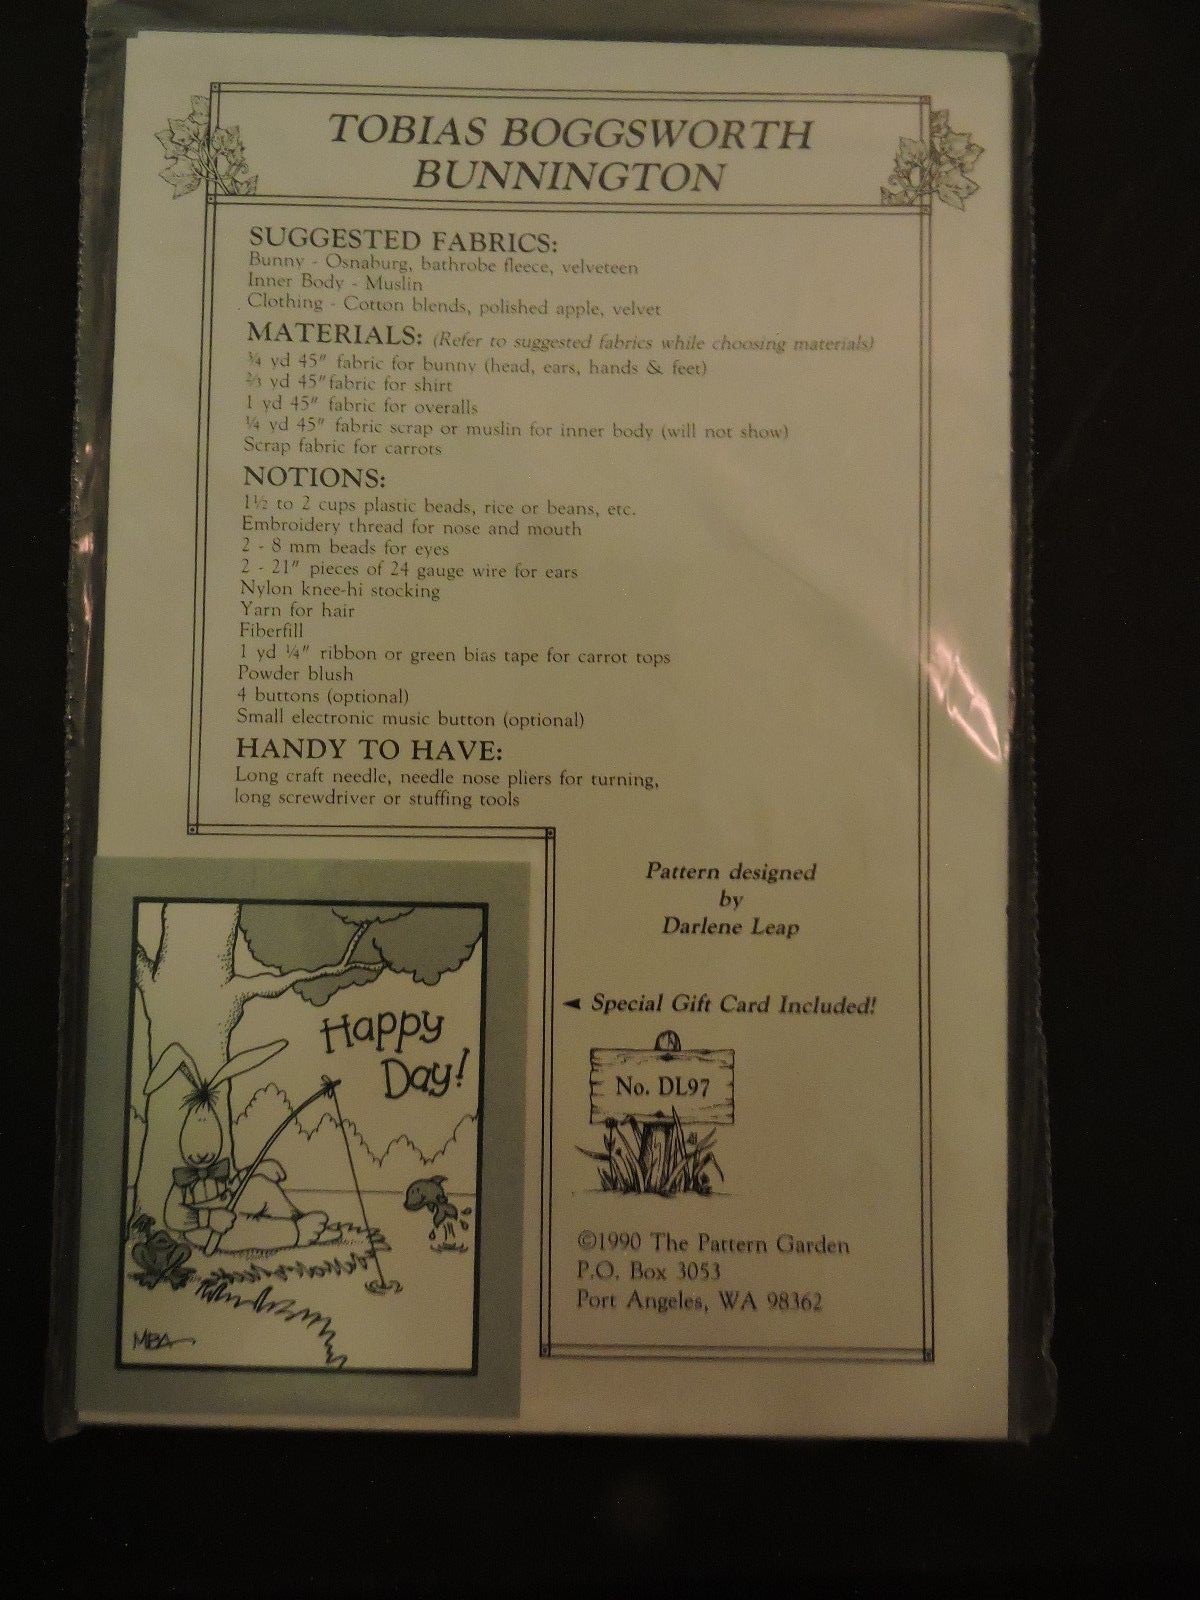 TOBIAS BOGGSWORTH
BUNNINGTON
SUGGESTED FABRICS:
Bunny - Osnaburg, bathrobe fleece, velveteen
Inner Body - Muslin
Clothing - Cotton blends, polished apple, velvet
MATERIALS: (Refer to suggested fabrics while choosing materials)
¾ yd 45" fabric for bunny (head, ears, hands & feet)
⅔ yd 45" fabric for shirt
1 yd 45" fabric for overalls
¼ yd 45" fabric scrap or muslin for inner body (will not show)
Scrap fabric for carrots
NOTIONS:
1½ to 2 cups plastic beads, rice or beans, etc.
Embroidery thread for nose and mouth
2 - 8 mm beads for eyes
2 - 21" pieces of 24 gauge wire for ears
Nylon knee-hi stocking
Yarn for hair
Fiberfill
1 yd ¼" ribbon or green bias tape for carrot tops
Powder blush
4 buttons (optional)
Small electronic music button (optional)
HANDY TO HAVE:
Long craft needle, needle nose pliers for turning,
long screwdriver or stuffing tools
Pattern designed
by
Darlene Leap
◄ Special Gift Card Included!
No. DL97
©1990 The Pattern Garden
P.O. Box 3053
Port Angeles, WA 98362
Happy
Day!
MBA